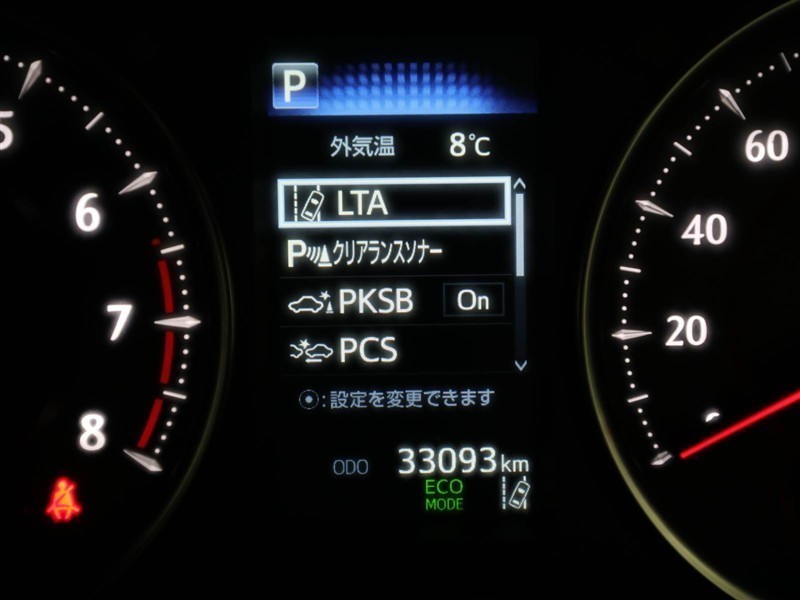 P
外気温 8℃
LTA
Pクリアランスソナー
PKSB On
PCS
:設定を変更できます
ODO 33093km
ECO
MODE
5
6
7
8
60
40
20